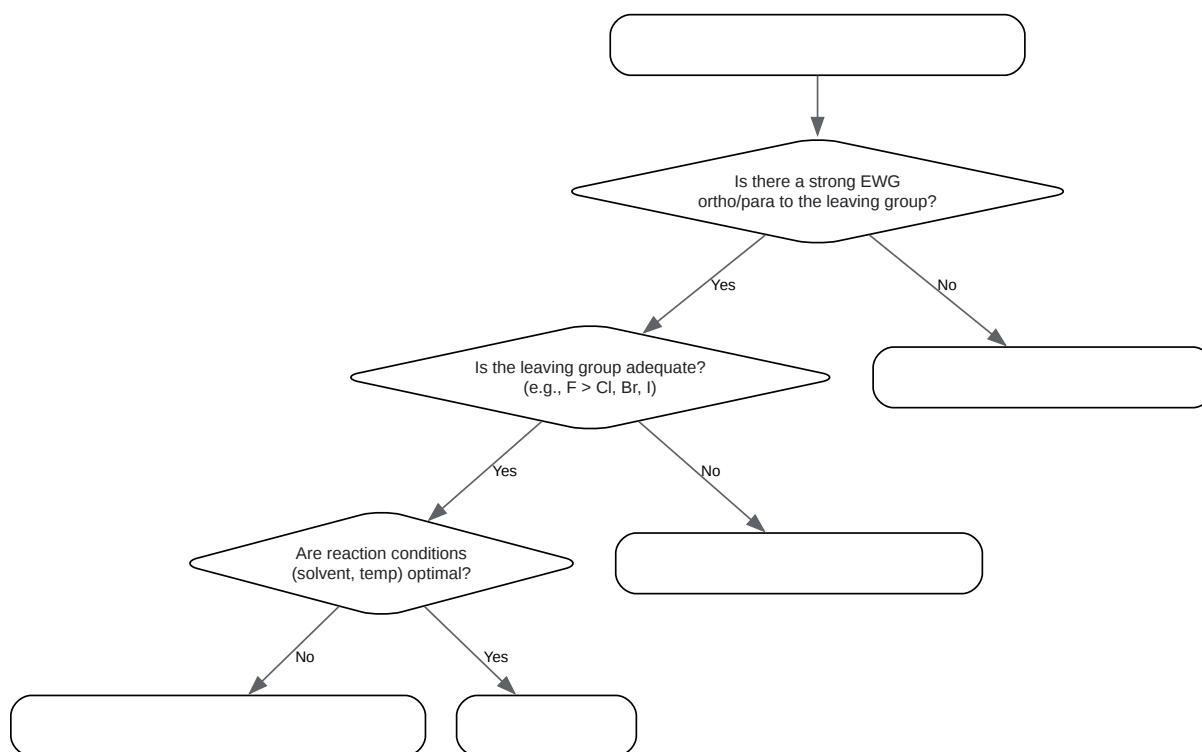 Is there a strong EWG
ortho/para to the leaving group?
Yes
No
Is the leaving group adequate?
(e.g., F > Cl, Br, I)
Yes
No
Are reaction conditions
(solvent, temp) optimal?
No
Yes